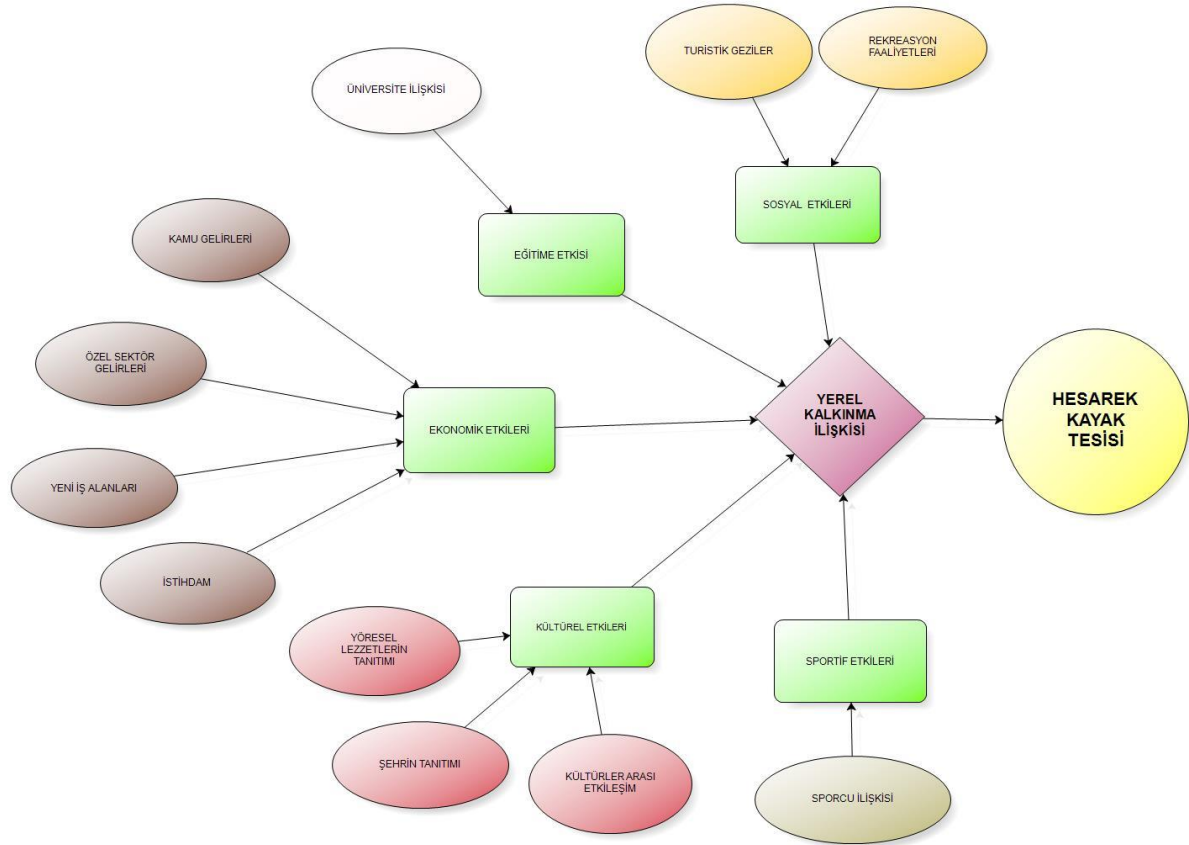 TURİSTİK GEZİLER
REKREASYON
FAALİYETLERİ
ÜNİVERSİTE İLİŞKİSİ
SOSYAL ETKİLERİ
KAMU GELİRLERİ
EĞİTİME ETKİSİ
ÖZEL SEKTÖR
GELİRLERİ
EKONOMİK ETKİLERİ
YEREL
KALKINMA
İLİŞKİSİ
HESAREK
KAYAK
TESİSİ
YENİ İŞ ALANLARI
İSTİHDAM
YÖRESEL
LEZZETLERİN
TANITIMI
KÜLTÜREL ETKİLERİ
SPORTİF ETKİLERİ
ŞEHRİN TANITIMI
KÜLTÜRLER ARASI
ETKİLEŞİM
SPORCU İLİŞKİSİ